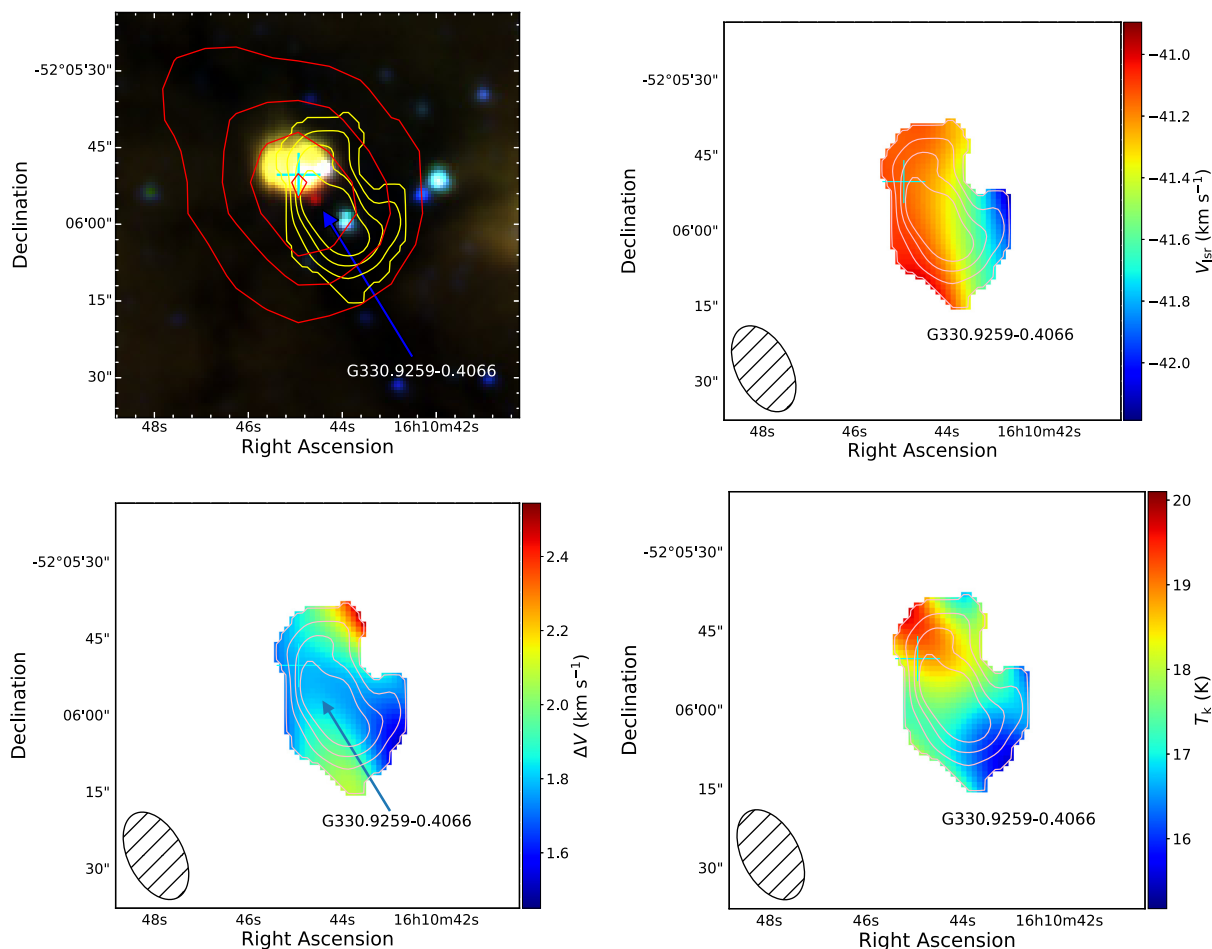 -52°05'30"
45"
06'00"
15"
30"
Declination
G330.9259-0.4066
48s 46s 44s 16h10m42s
Right Ascension
-52°05'30"
45"
06'00"
15"
30"
Declination
G330.9259-0.4066
48s 46s 44s 16h10m42s
Right Ascension
−41.0
−41.2
−41.4
−41.6
−41.8
−42.0
V_lsr (km s⁻¹)
-52°05'30"
45"
06'00"
15"
30"
Declination
G330.9259-0.4066
48s 46s 44s 16h10m42s
Right Ascension
2.4
2.2
2.0
1.8
1.6
ΔV (km s⁻¹)
-52°05'30"
45"
06'00"
15"
30"
Declination
G330.9259-0.4066
48s 46s 44s 16h10m42s
Right Ascension
20
19
18
17
16
T_k (K)